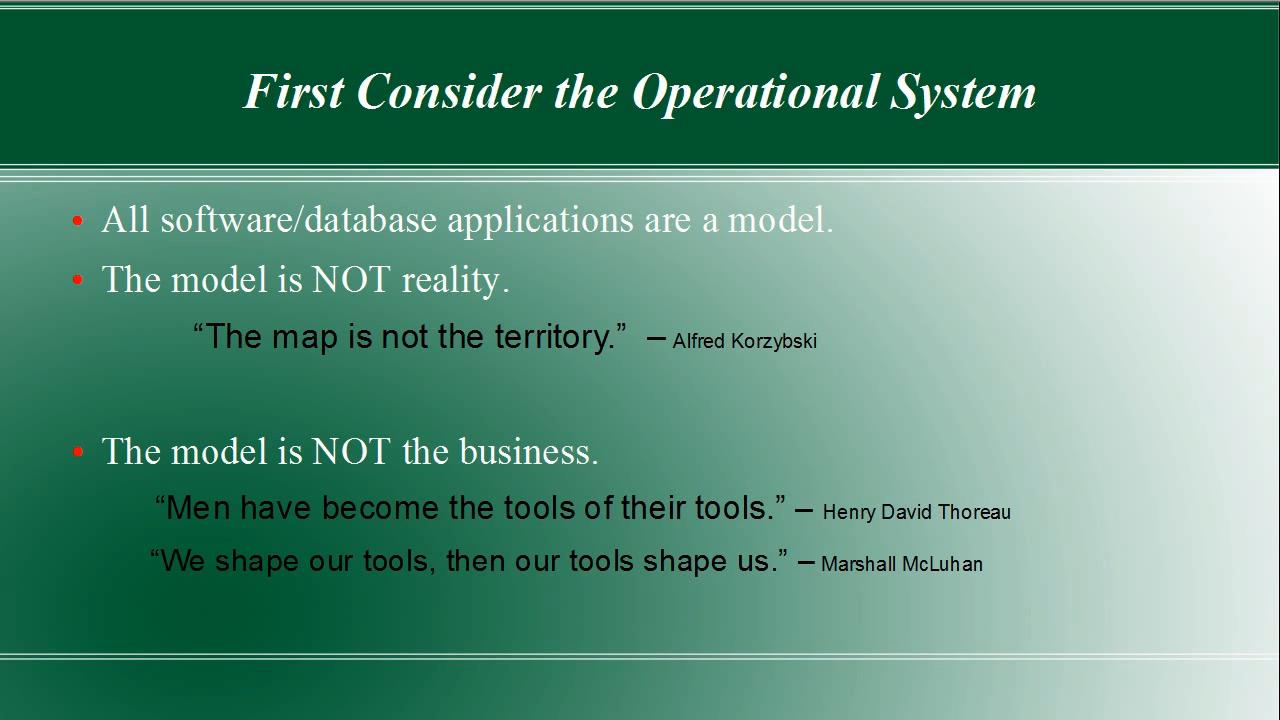 First Consider the Operational System
• All software/database applications are a model.
• The model is NOT reality.
“The map is not the territory.” – Alfred Korzybski
• The model is NOT the business.
“Men have become the tools of their tools.” – Henry David Thoreau
“We shape our tools, then our tools shape us.” – Marshall McLuhan